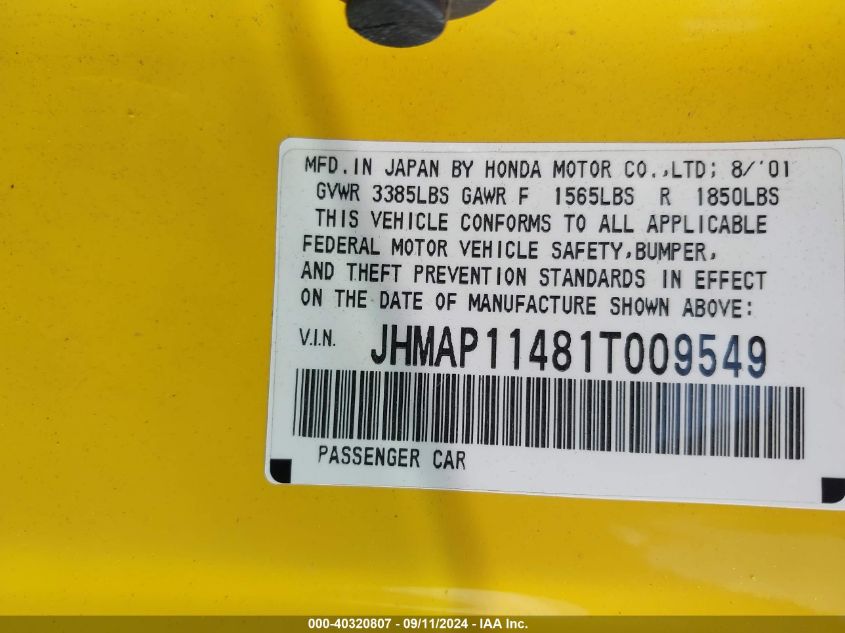 MFD.IN JAPAN BY HONDA MOTOR CO.,LTD; 8/'01
GVWR 3385LBS GAWR F 1565LBS R 1850LBS
THIS VEHICLE CONFORMS TO ALL APPLICABLE
FEDERAL MOTOR VEHICLE SAFETY,BUMPER,
AND THEFT PREVENTION STANDARDS IN EFFECT
ON THE DATE OF MANUFACTURE SHOWN ABOVE:
V.I.N. JHMAP11481T009549
PASSENGER CAR
000-40320807 - 09/11/2024 - IAA Inc.